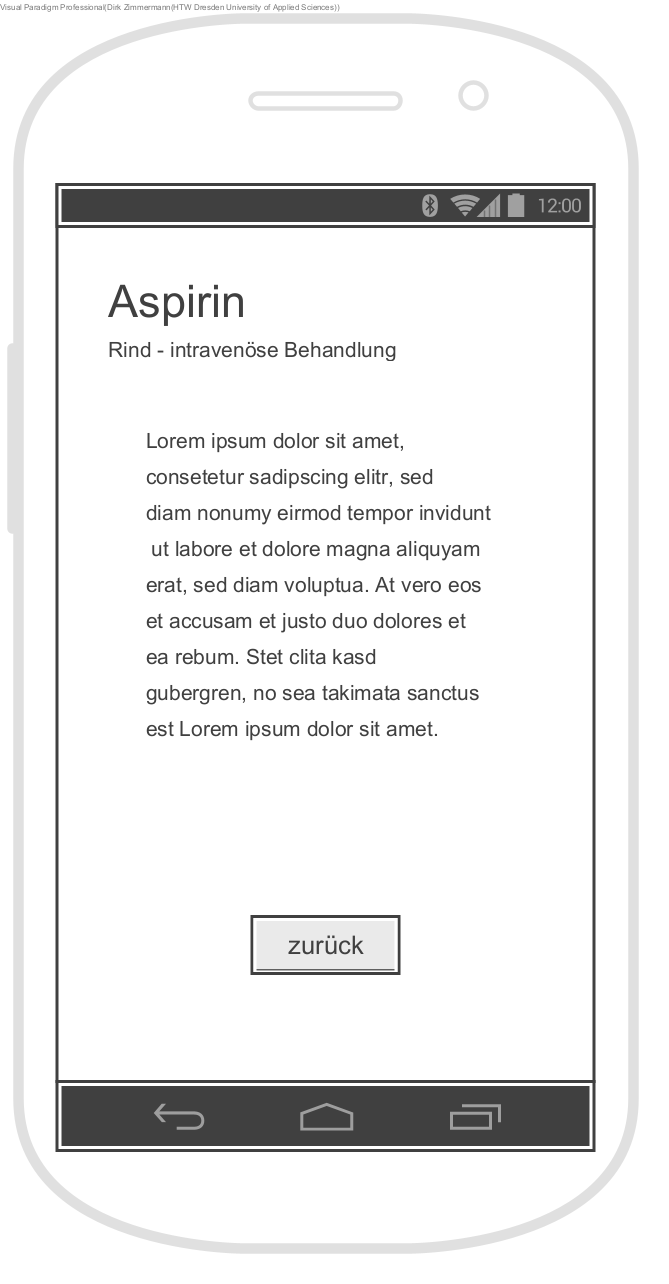 Visual Paradigm Professional(Dirk Zimmermann(HTW Dresden University of Applied Sciences))
12:00
Aspirin
Rind - intravenöse Behandlung
Lorem ipsum dolor sit amet,
consetetur sadipscing elitr, sed
diam nonumy eirmod tempor invidunt
ut labore et dolore magna aliquyam
erat, sed diam voluptua. At vero eos
et accusam et justo duo dolores et
ea rebum. Stet clita kasd
gubergren, no sea takimata sanctus
est Lorem ipsum dolor sit amet.
zurück